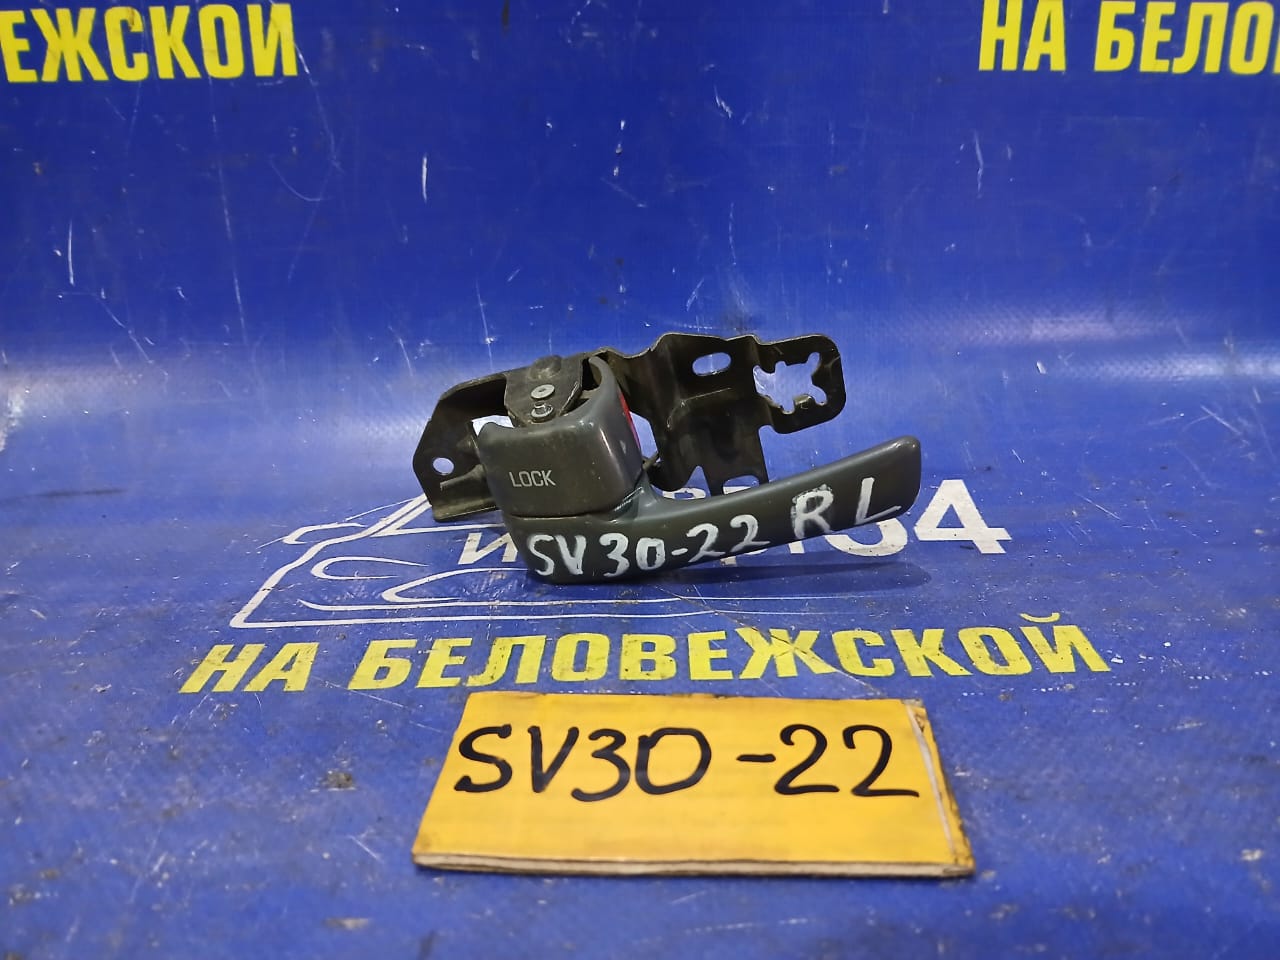 ЕЖСКОЙ
НА БЕЛО
LOCK
SV30-22 RL
НА БЕЛОВЕЖСКОЙ
SV30-22